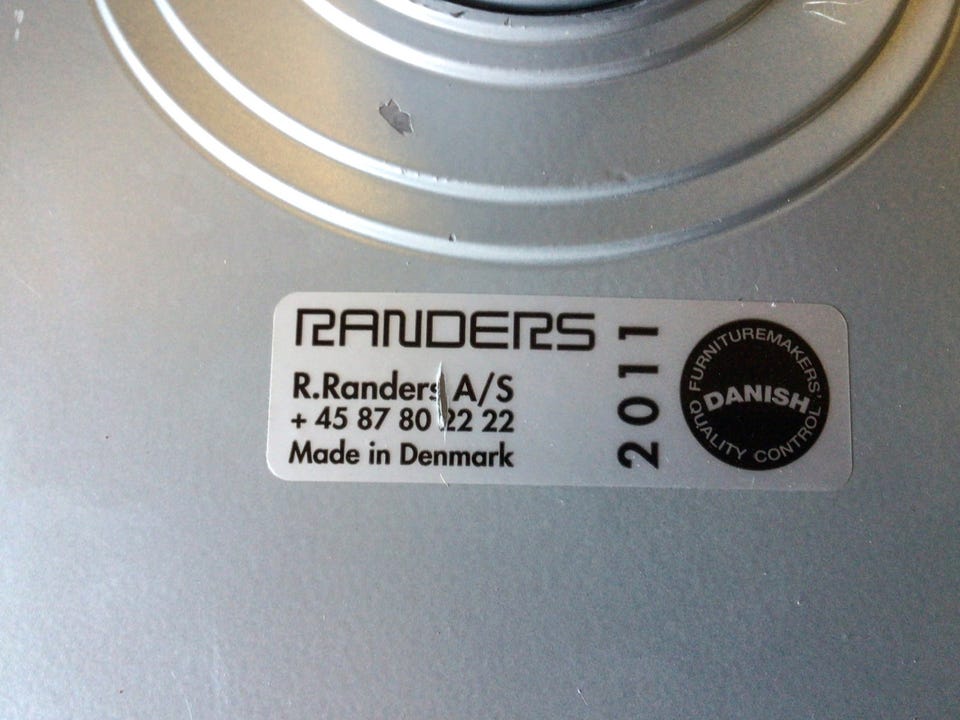 RANDERS
R.Randers A/S
+ 45 87 80 22 22
Made in Denmark
2011
FURNITUREMAKERS'
DANISH
QUALITY CONTROL